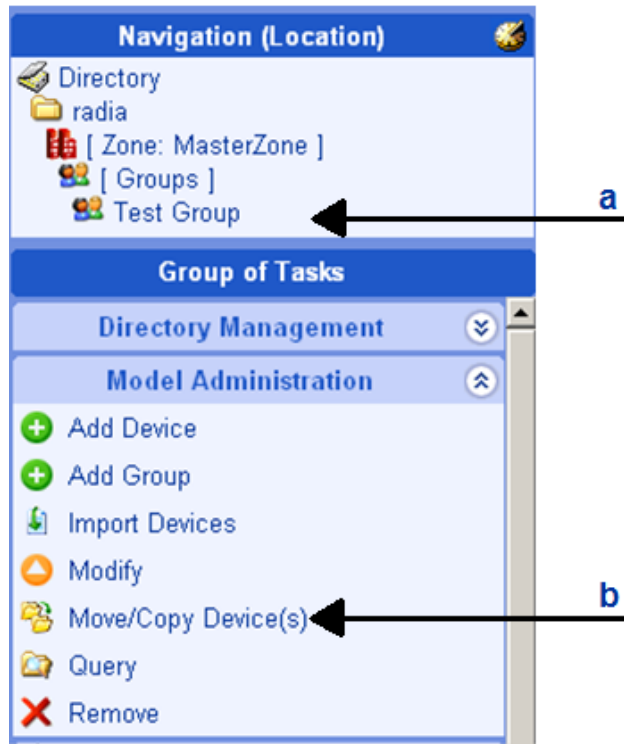 Navigation (Location)
Directory
radia
[ Zone: MasterZone ]
[ Groups ]
Test Group
a
Group of Tasks
Directory Management
Model Administration
Add Device
Add Group
Import Devices
Modify
Move/Copy Device(s)
b
Query
Remove